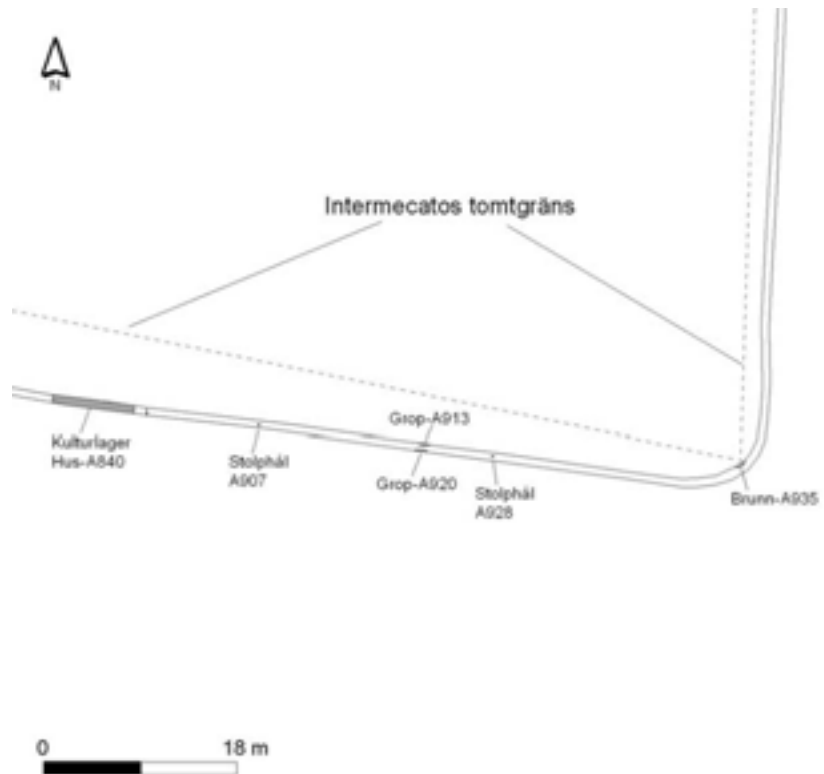 N
Intermecatos tomtgräns
Grop-A913
Kulturlager
Hus-A840
Stolphål
A907
Grop-A920
Stolphål
A928
Brunn-A935
0 18 m